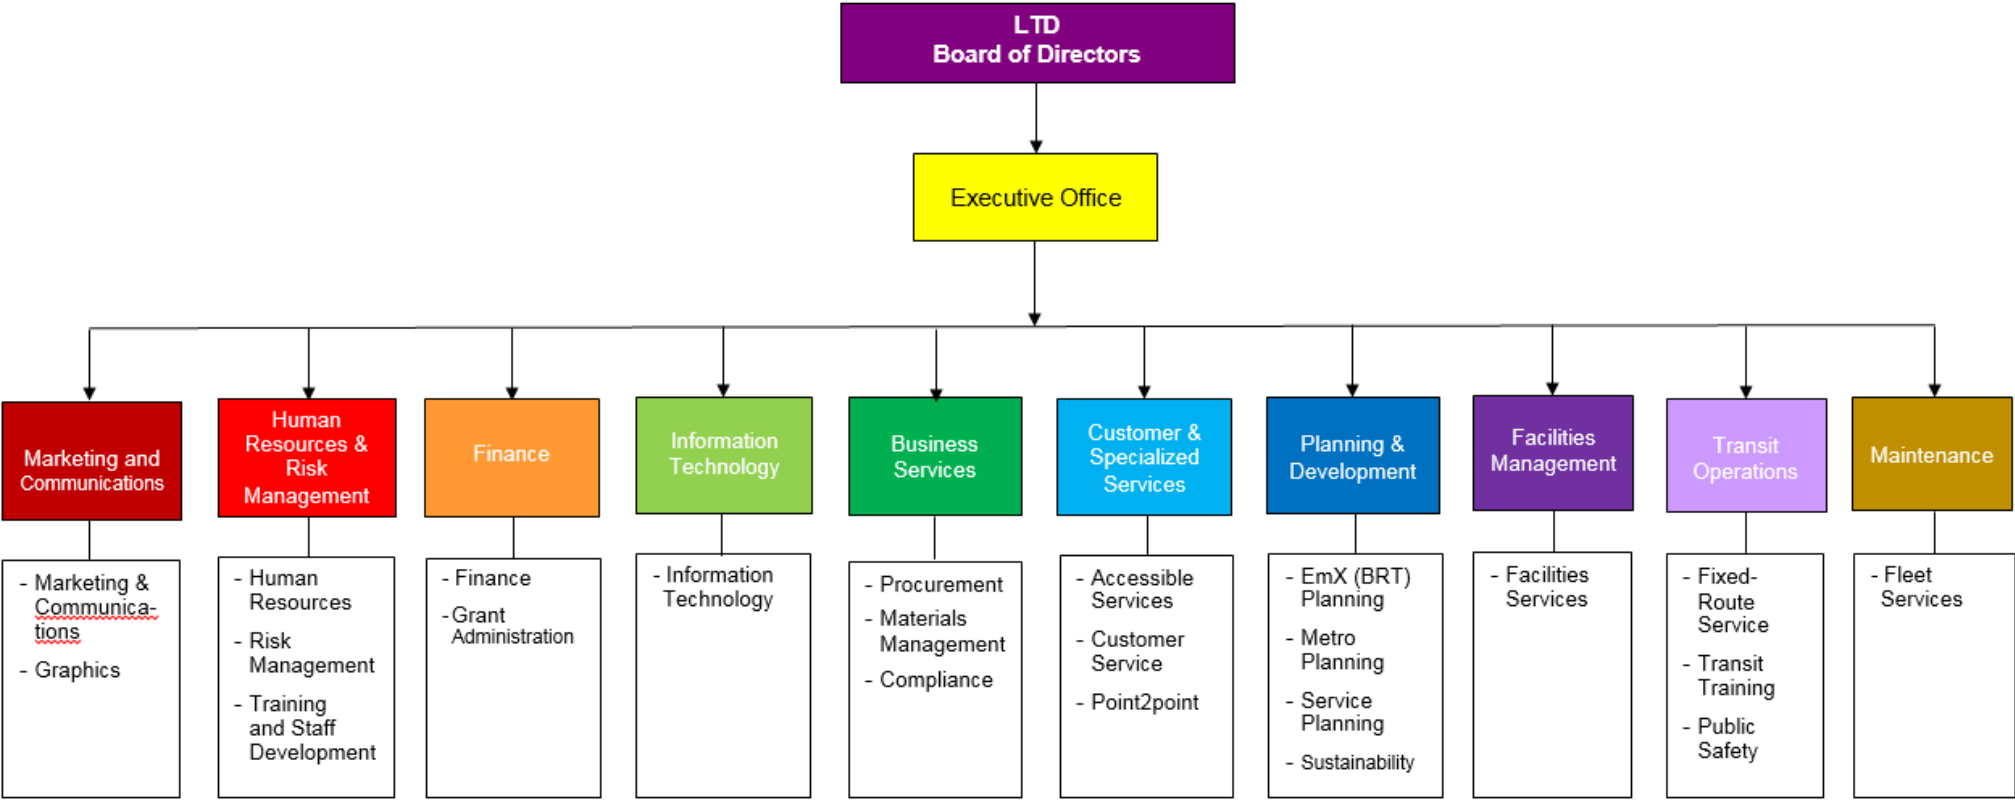 LTD
Board of Directors
Executive Office
Marketing and
Communications
Human
Resources &
Risk
Management
Finance
Information
Technology
Business
Services
Customer &
Specialized
Services
Planning &
Development
Facilities
Management
Transit
Operations
Maintenance
- Marketing &
Communica-
tions
- Graphics
- Human
Resources
- Risk
Management
- Training
and Staff
Development
- Finance
- Grant
Administration
- Information
Technology
- Procurement
- Materials
Management
- Compliance
- Accessible
Services
- Customer
Service
- Point2point
- EmX (BRT)
Planning
- Metro
Planning
- Service
Planning
- Sustainability
- Facilities
Services
- Fixed-
Route
Service
- Transit
Training
- Public
Safety
- Fleet
Services